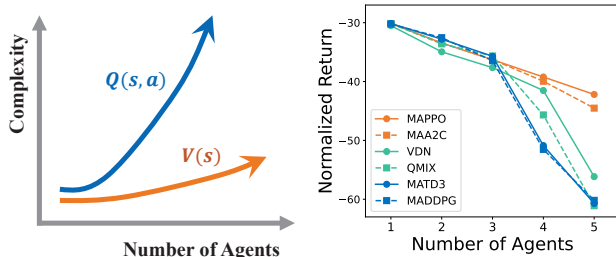 Complexity
Q(s, a)
V(s)
Number of Agents
Normalized Return
−30
−40
−50
−60
MAPPO
MAA2C
VDN
QMIX
MATD3
MADDPG
1 2 3 4 5
Number of Agents